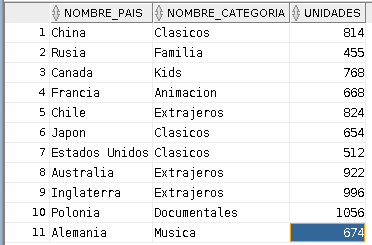 NOMBRE_PAIS NOMBRE_CATEGORIA UNIDADES
1 China Clasicos 814
2 Rusia Familia 455
3 Canada Kids 768
4 Francia Animacion 668
5 Chile Extrajeros 824
6 Japon Clasicos 654
7 Estados Unidos Clasicos 512
8 Australia Extrajeros 922
9 Inglaterra Extrajeros 996
10 Polonia Documentales 1056
11 Alemania Musica 674